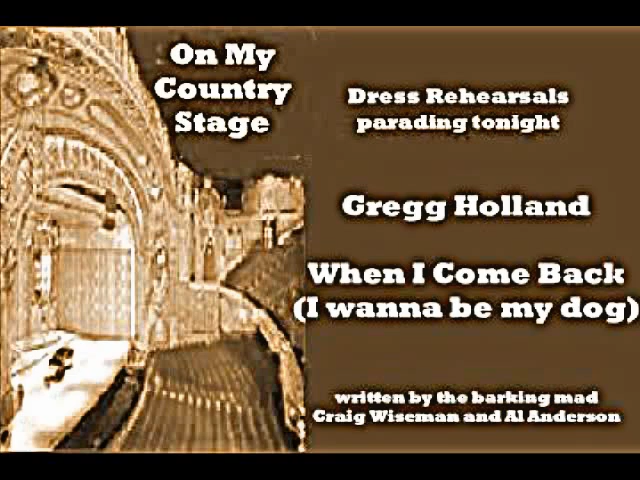 On My
Country
Stage
Dress Rehearsals
parading tonight
Gregg Holland
When I Come Back
(I wanna be my dog)
written by the barking mad
Craig Wiseman and Al Anderson